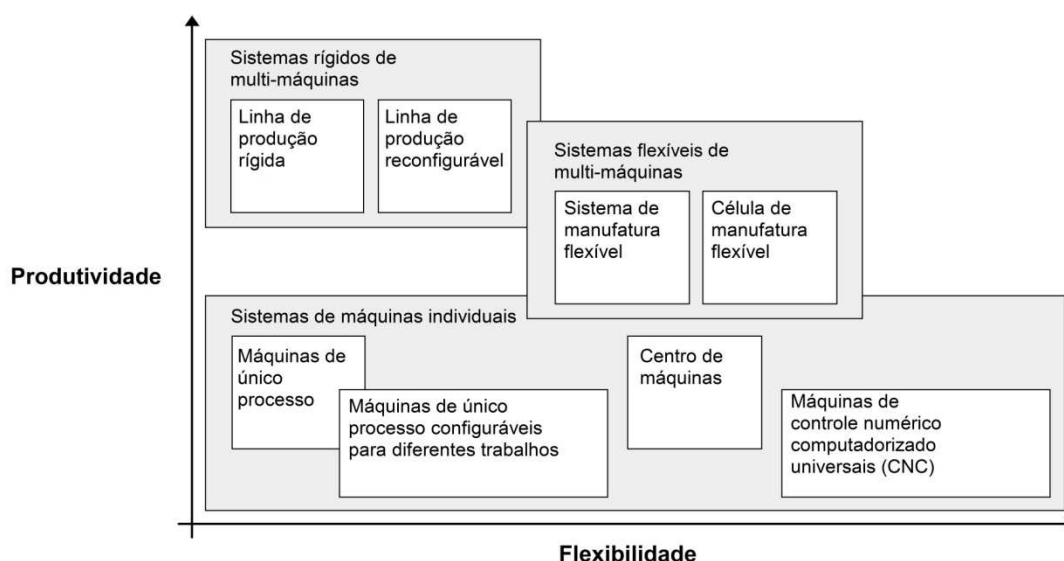 Sistemas rígidos de
multi-máquinas
Linha de
produção
rígida
Linha de
produção
reconfigurável
Sistemas flexíveis de
multi-máquinas
Sistema de
manufatura
flexível
Célula de
manufatura
flexível
Produtividade
Sistemas de máquinas individuais
Máquinas de
único
processo
Máquinas de único
processo configuráveis
para diferentes trabalhos
Centro de
máquinas
Máquinas de
controle numérico
computadorizado
universais (CNC)
Flexibilidade